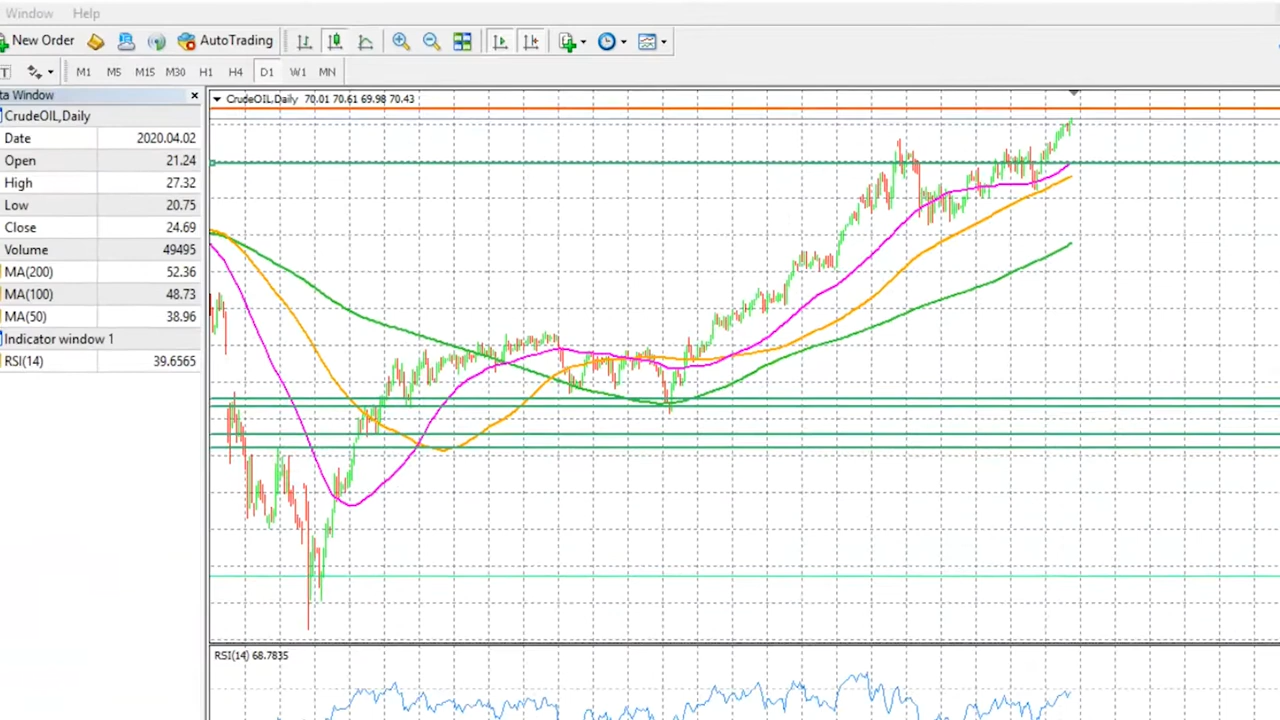 Window Help
New Order AutoTrading
T M1 M5 M15 M30 H1 H4 D1 W1 MN
ta Window
CrudeOIL,Daily
Date 2020.04.02
Open 21.24
High 27.32
Low 20.75
Close 24.69
Volume 49495
MA(200) 52.36
MA(100) 48.73
MA(50) 38.96
Indicator window 1
RSI(14) 39.6565
CrudeOIL,Daily 70.01 70.61 69.98 70.43
RSI(14) 68.7835